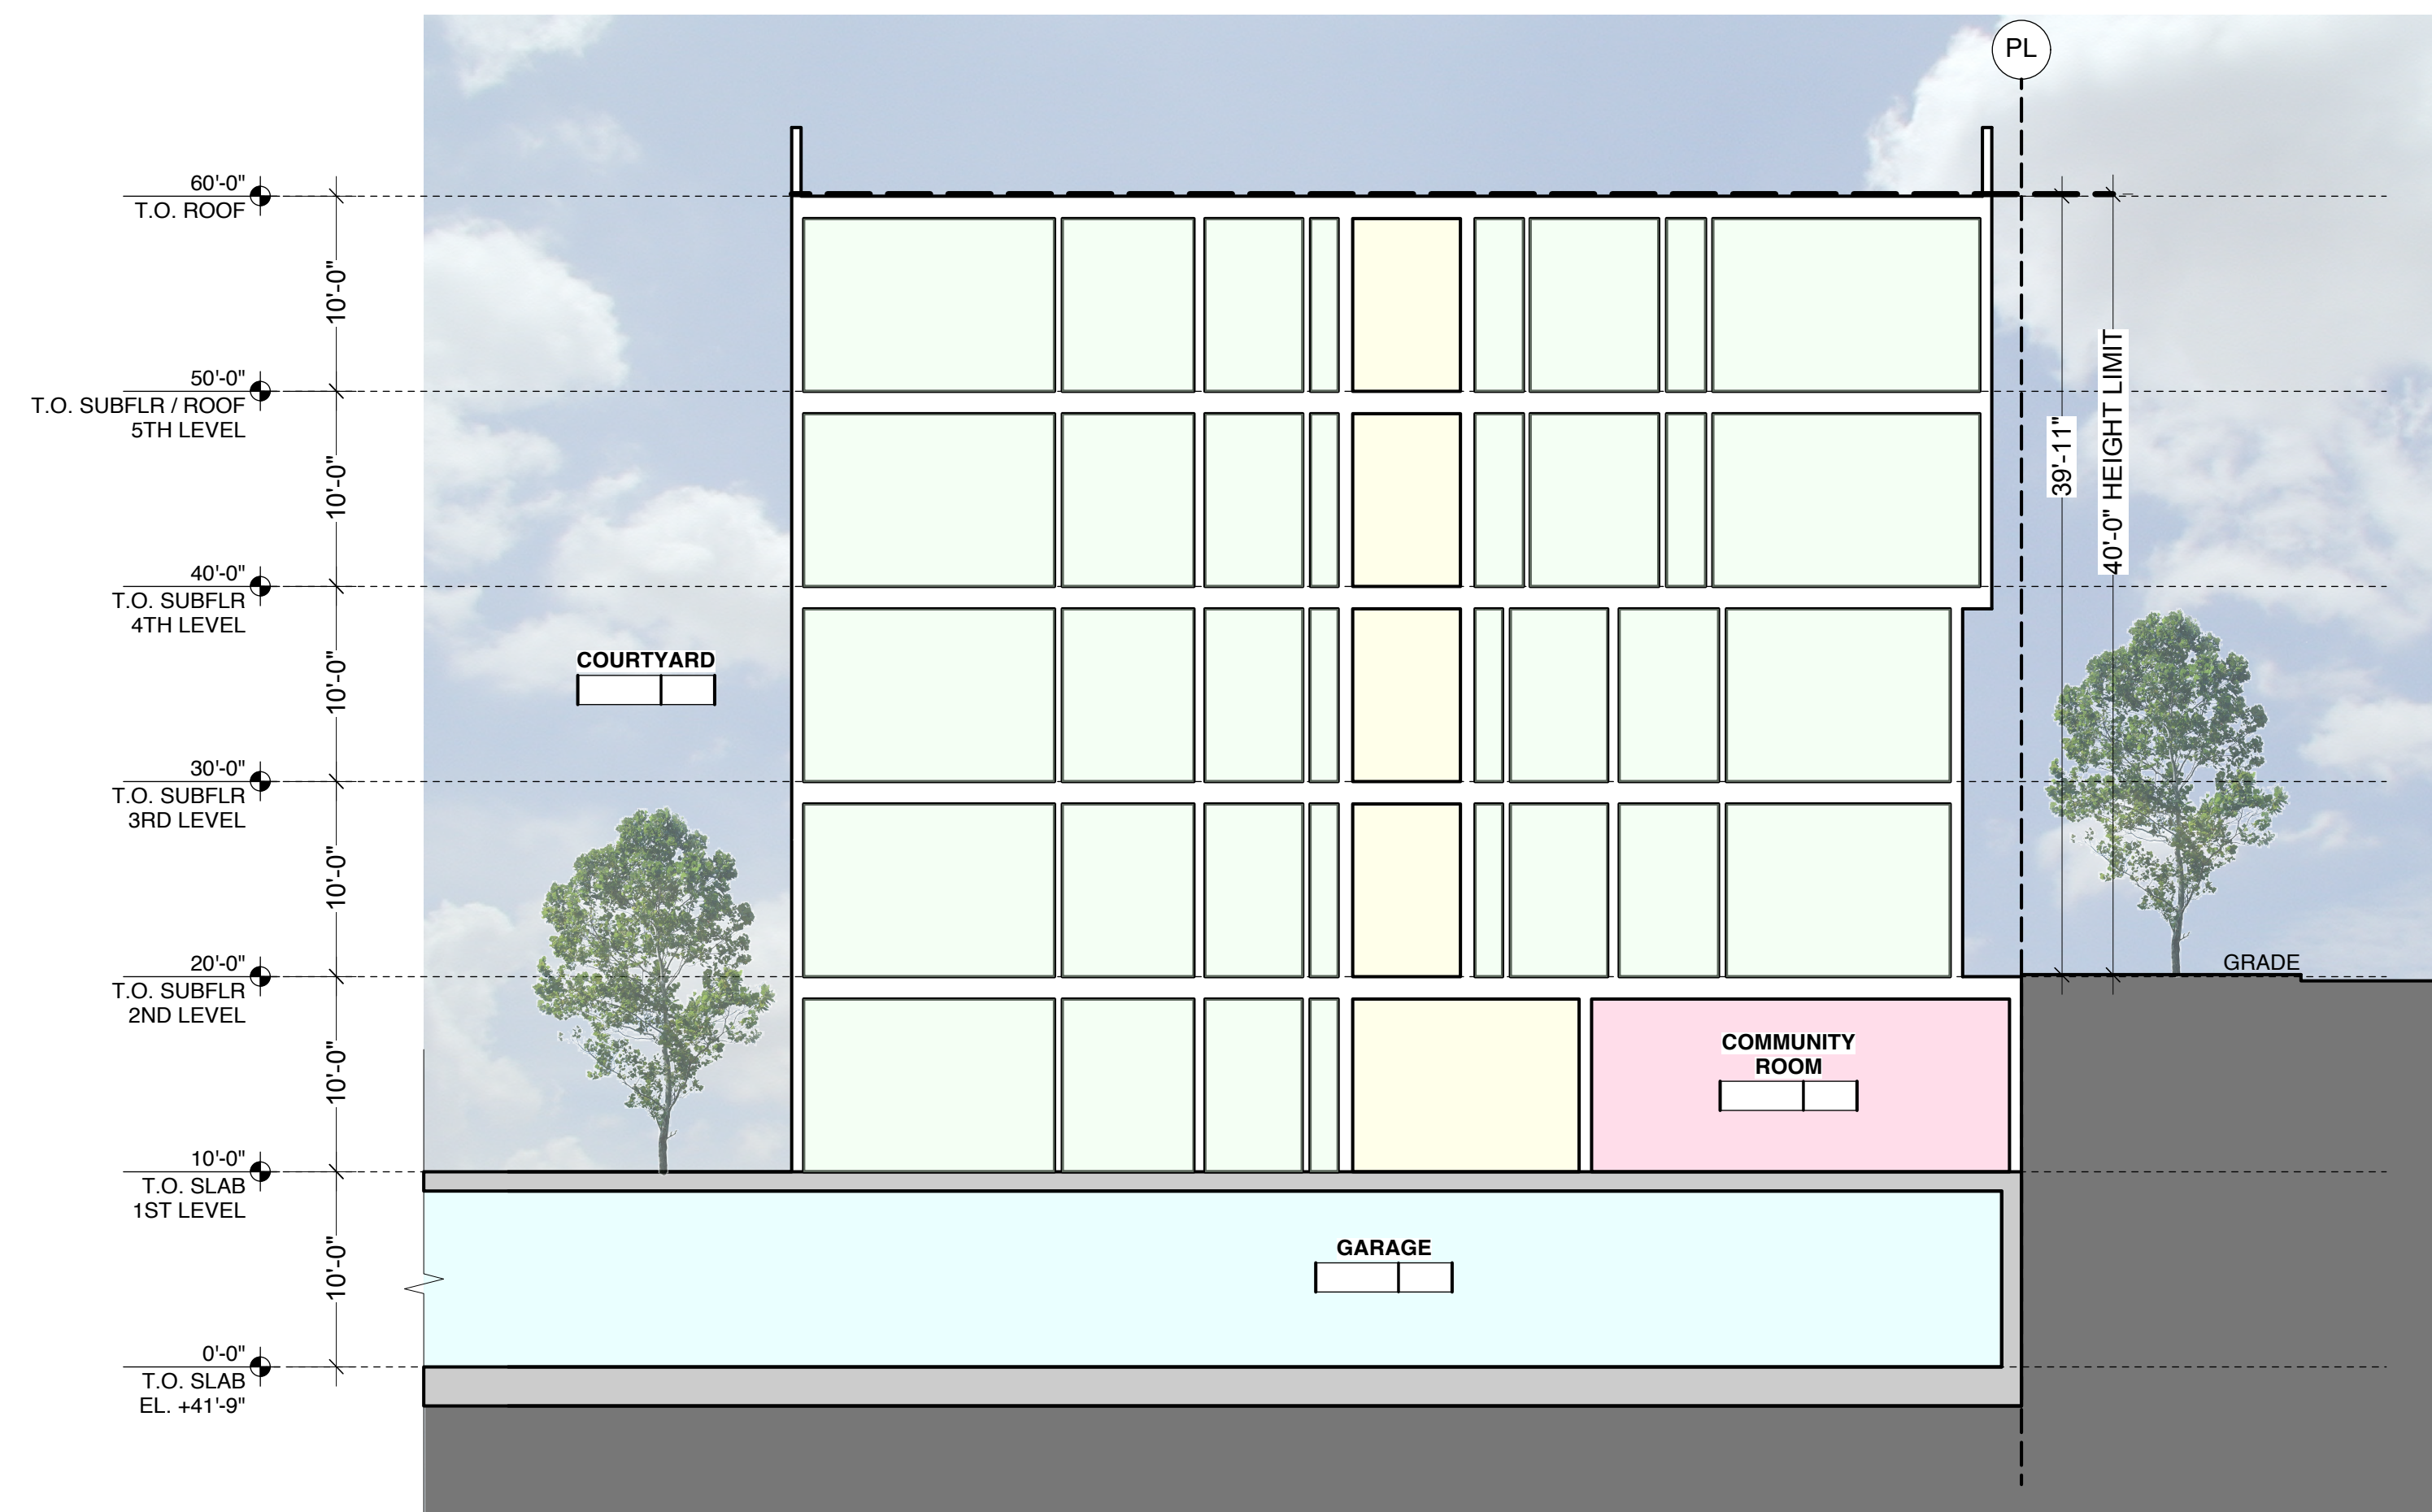 PL
60'-0"
T.O. ROOF
10'-0"
50'-0"
T.O. SUBFLR / ROOF
5TH LEVEL
10'-0"
40'-0"
T.O. SUBFLR
4TH LEVEL
10'-0"
30'-0"
T.O. SUBFLR
3RD LEVEL
10'-0"
20'-0"
T.O. SUBFLR
2ND LEVEL
10'-0"
10'-0"
T.O. SLAB
1ST LEVEL
10'-0"
0'-0"
T.O. SLAB
EL. +41'-9"
COURTYARD
COMMUNITY
ROOM
GARAGE
39'-11"
40'-0" HEIGHT LIMIT
GRADE